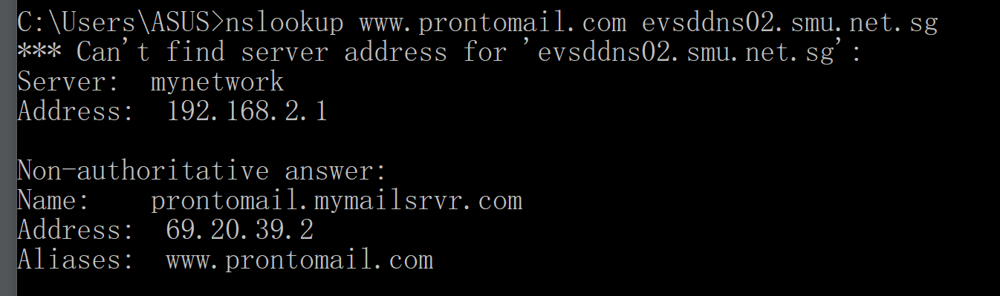 C:\Users\ASUS>nslookup www.prontomail.com evsddns02.smu.net.sg
*** Can't find server address for 'evsddns02.smu.net.sg':
Server:  mynetwork
Address:  192.168.2.1

Non-authoritative answer:
Name:    prontomail.mymailsrvr.com
Address:  69.20.39.2
Aliases:  www.prontomail.com